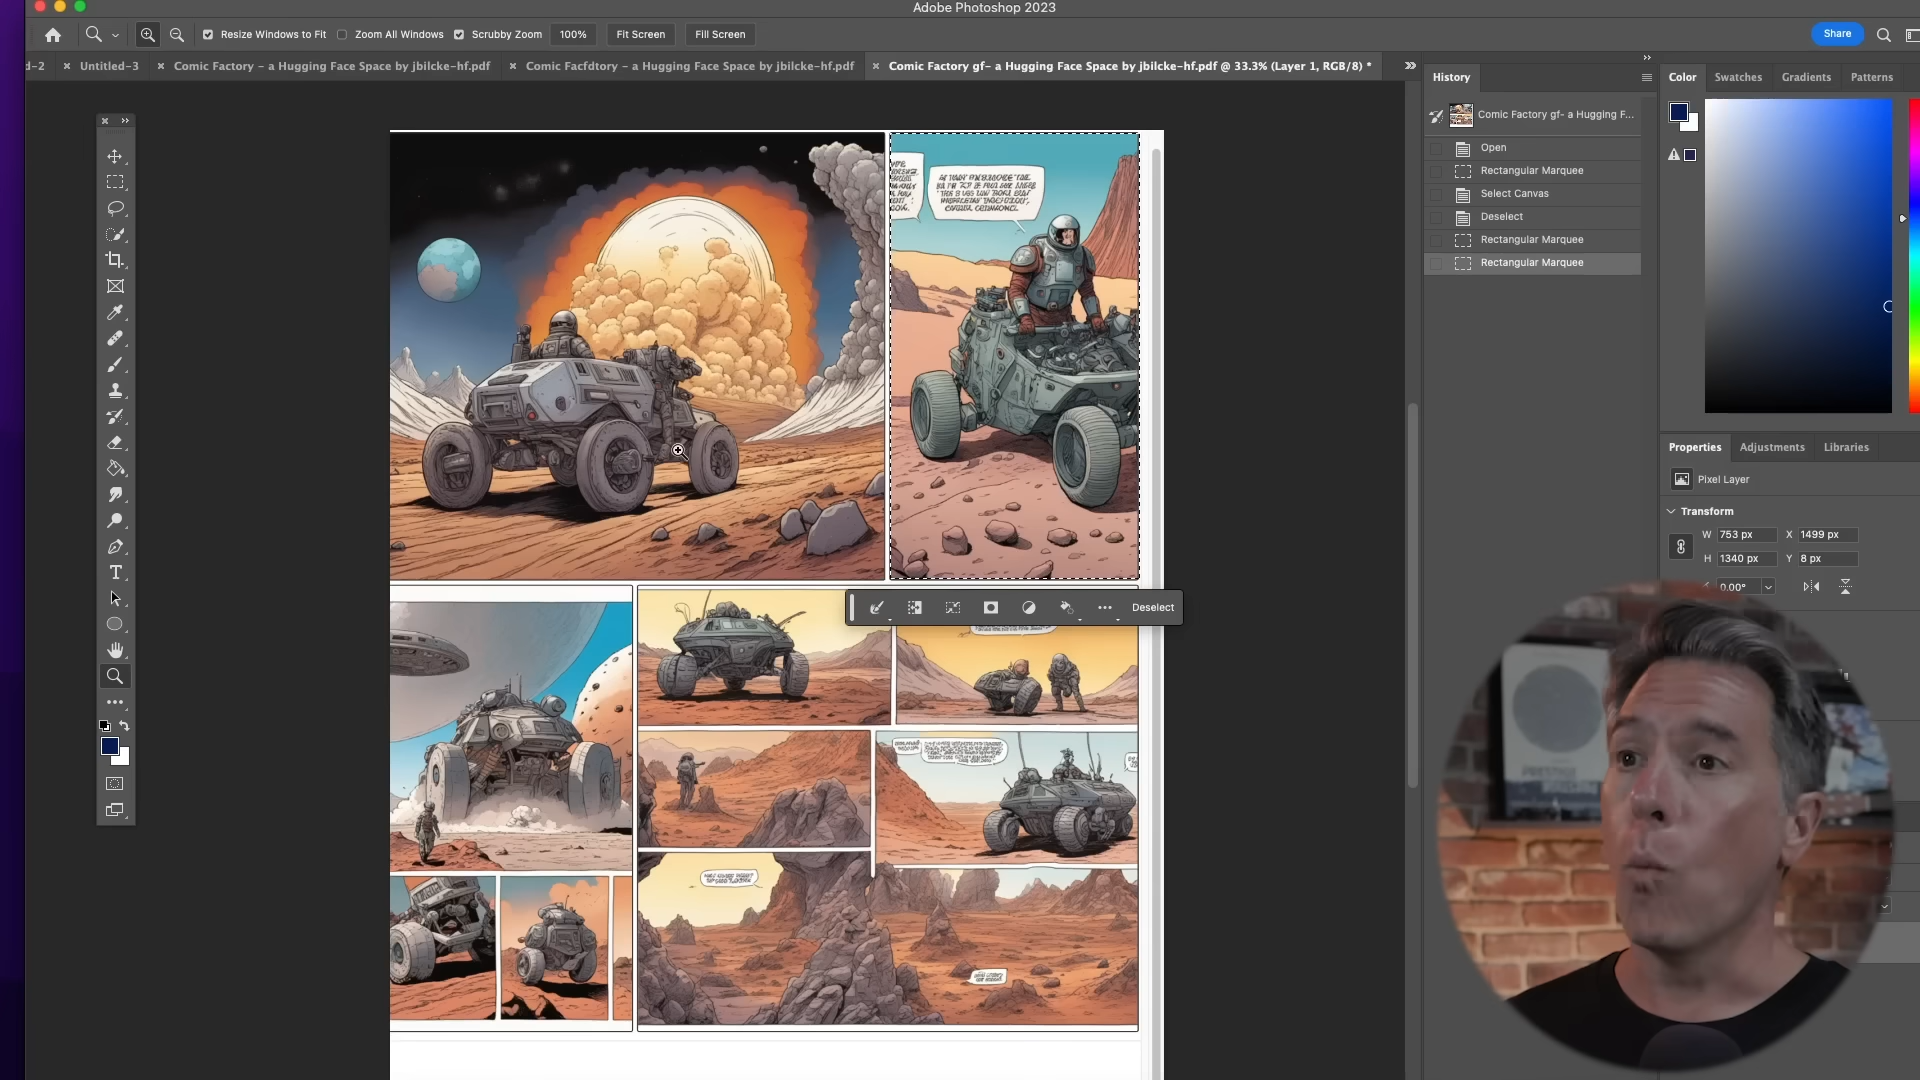 Adobe Photoshop 2023
Resize Windows to Fit
Zoom All Windows
Scrubby Zoom
100%
Fit Screen
Fill Screen
Share
d-2
Untitled-3
Comic Factory – a Hugging Face Space by jbilcke-hf.pdf
Comic Facfdtory – a Hugging Face Space by jbilcke-hf.pdf
Comic Factory gf- a Hugging Face Space by jbilcke-hf.pdf @ 33.3% (Layer 1, RGB/8) *
History
Comic Factory gf- a Hugging F...
Open
Rectangular Marquee
Select Canvas
Deselect
Rectangular Marquee
Rectangular Marquee
Color
Swatches
Gradients
Patterns
Properties
Adjustments
Libraries
Pixel Layer
Transform
W 753 px X 1499 px
H 1340 px Y 8 px
0.00°
Deselect